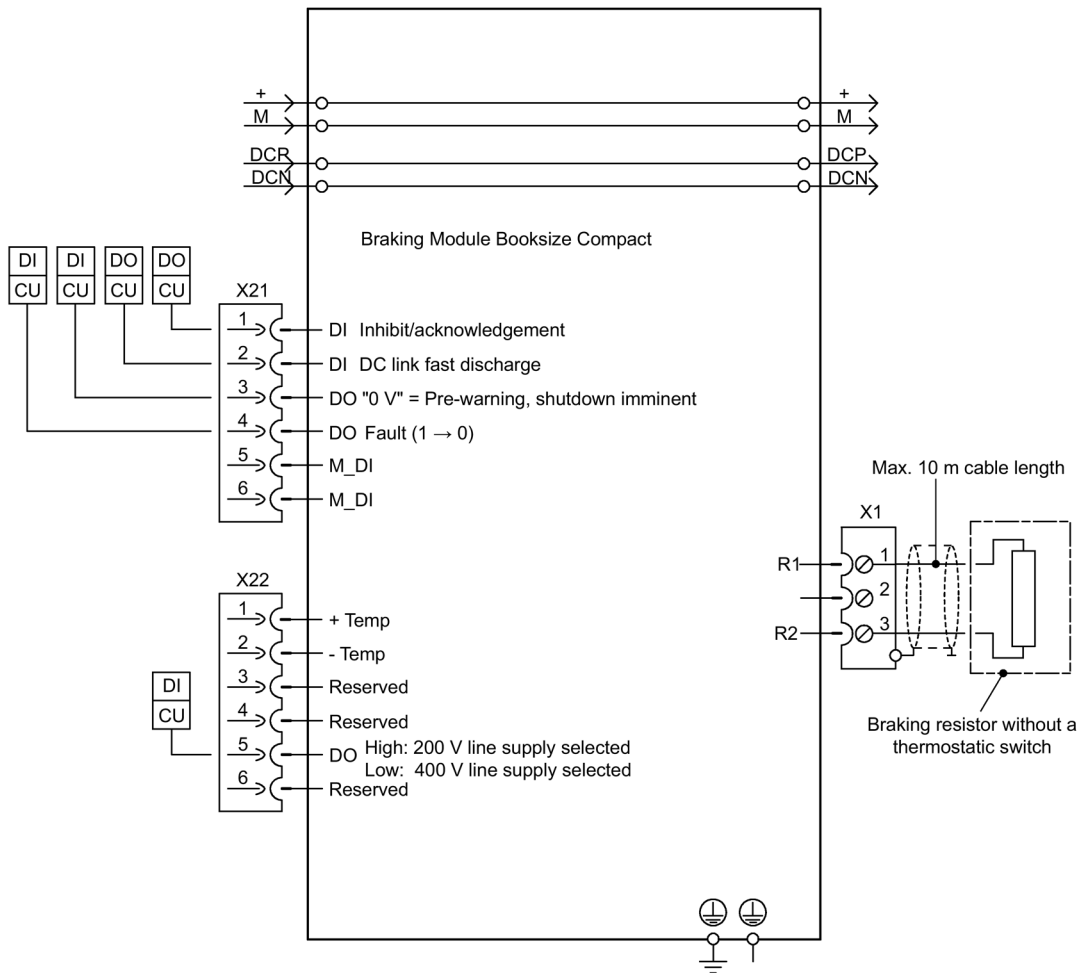 + +
M M
DCP DCP
DCN DCN
Braking Module Booksize Compact
DI DI DO DO
CU CU CU CU
X21
1 DI Inhibit/acknowledgement
2 DI DC link fast discharge
3 DO "0 V" = Pre-warning, shutdown imminent
4 DO Fault (1 → 0)
5 M_DI
6 M_DI
Max. 10 m cable length
X1
R1 1
2
R2 3
Braking resistor without a
thermostatic switch
X22
1 + Temp
2 - Temp
3 Reserved
4 Reserved
DI
CU
5 DO High: 200 V line supply selected
Low: 400 V line supply selected
6 Reserved